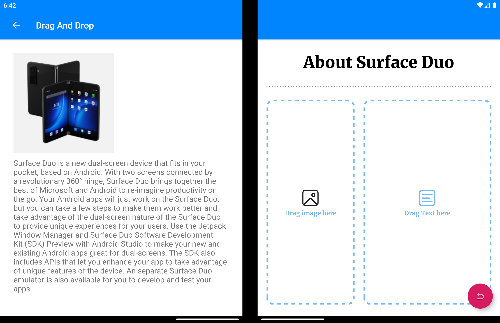 6:42
Drag And Drop
Surface Duo is a new dual-screen device that fits in your
pocket, based on Android. With two screens connected by
a revolutionary 360° hinge, Surface Duo brings together the
best of Microsoft and Android to re-imagine productivity on
the go. Your Android apps will just work on the Surface Duo,
but you can take a few steps to make them work better and
take advantage of the dual-screen nature of the Surface Duo
to provide unique experiences for your users. Use the Jetpack
Window Manager and Surface Duo Software Development
Kit (SDK) Preview with Android Studio to make your new and
existing Android apps great for dual-screens. The SDK also
includes APIs that let you enhance your app to take advantage
of unique features of the device. An separate Surface Duo
emulator is also available for you to develop and test your
apps.
About Surface Duo
Drag image here
Drag Text here